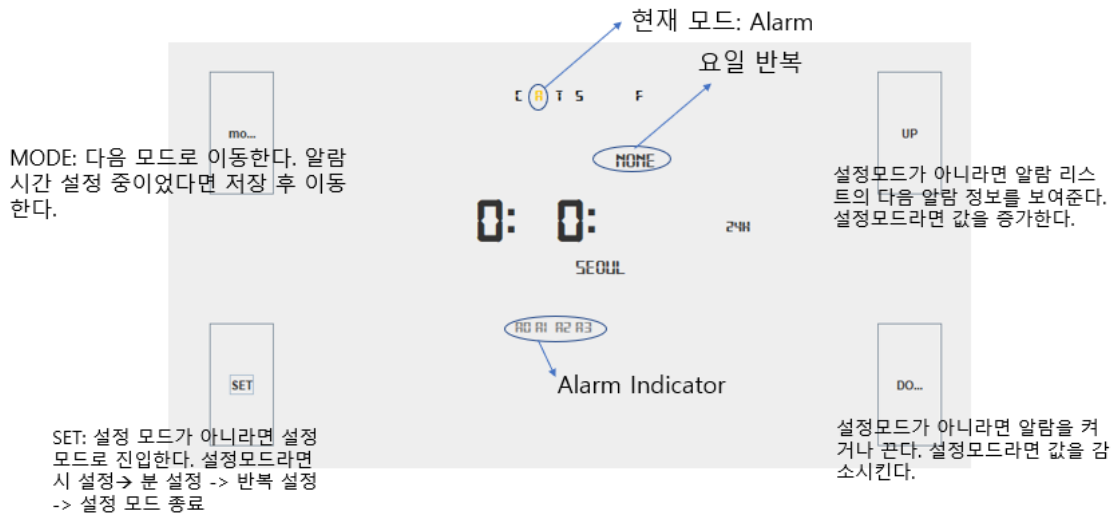 현재 모드: Alarm
요일 반복
C A T S F
mo...
UP
MODE: 다음 모드로 이동한다. 알람
시간 설정 중이었다면 저장 후 이동
한다.
NONE
설정모드가 아니라면 알람 리스
트의 다음 알람 정보를 보여준다.
설정모드라면 값을 증가한다.
0: 0:
24H
SEOUL
A0 A1 A2 A3
Alarm Indicator
SET
DO...
SET: 설정 모드가 아니라면 설정
모드로 진입한다. 설정모드라면
시 설정→ 분 설정 -> 반복 설정
-> 설정 모드 종료
설정모드가 아니라면 알람을 켜
거나 끈다. 설정모드라면 값을 감
소시킨다.